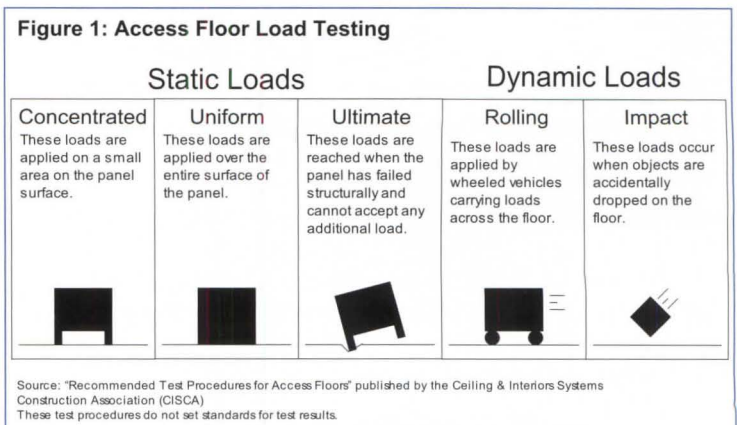 Figure 1: Access Floor Load Testing
Static Loads
Dynamic Loads
Concentrated
These loads are
applied on a small
area on the panel
surface.
Uniform
These loads are
applied over the
entire surface of
the panel.
Ultimate
These loads are
reached when the
panel has failed
structurally and
cannot accept any
additional load.
Rolling
These loads are
applied by
wheeled vehicles
carrying loads
across the floor.
Impact
These loads occur
when objects are
accidentally
dropped on the
floor.
Source: "Recommended Test Procedures for Access Floors" published by the Ceiling & Interiors Systems
Construction Association (CISCA)
These test procedures do not set standards for test results.